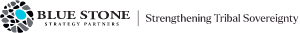 BLUE STONE
STRATEGY PARTNERS
Strengthening Tribal Sovereignty